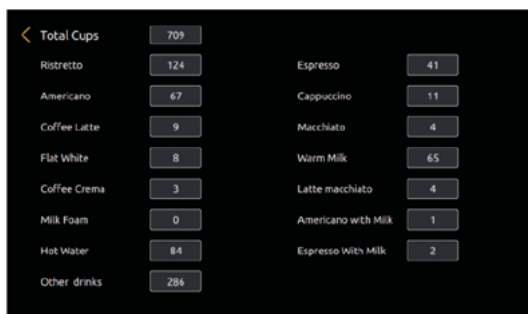 Total Cups 709
Ristretto 124 Espresso 41
Americano 67 Cappuccino 11
Coffee Latte 9 Macchiato 4
Flat White 8 Warm Milk 65
Coffee Crema 3 Latte macchiato 4
Milk Foam 0 Americano with Milk 1
Hot Water 84 Espresso With Milk 2
Other drinks 286